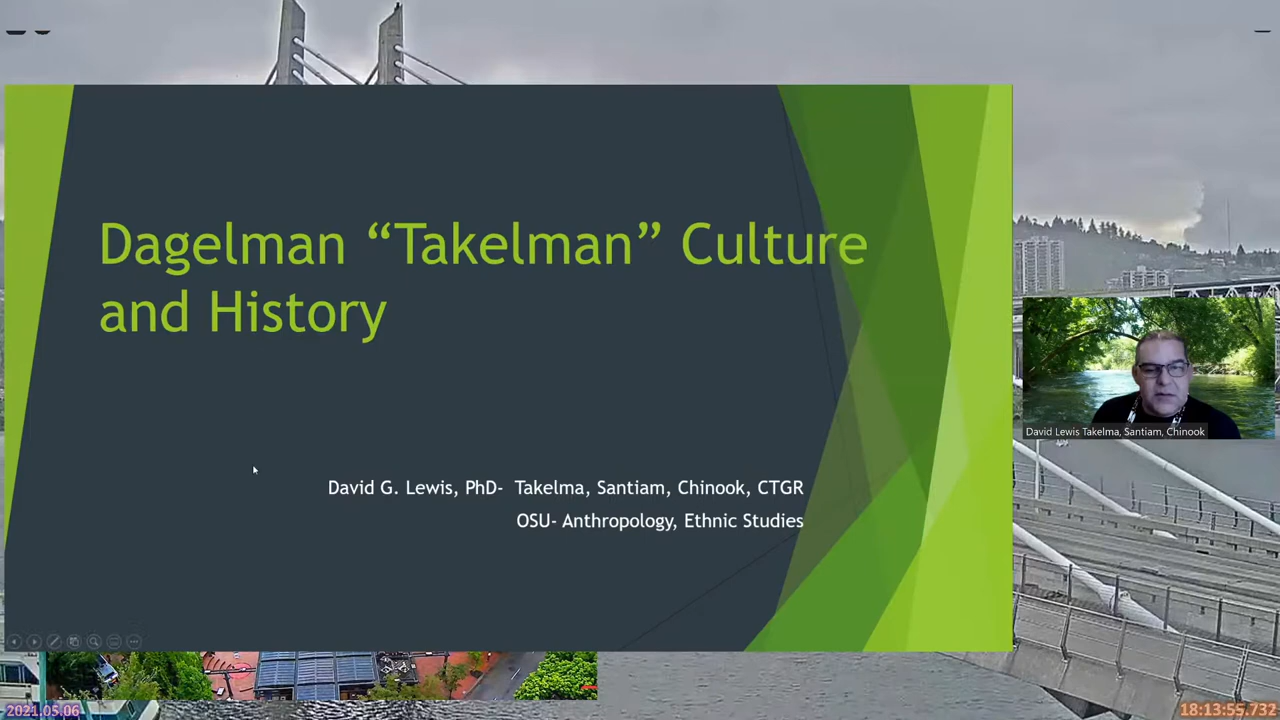 Dagelman “Takelman” Culture
and History
David G. Lewis, PhD-  Takelma, Santiam, Chinook, CTGR
OSU- Anthropology, Ethnic Studies
David Lewis Takelma, Santiam, Chinook
2021.05.06
18:13:55.732